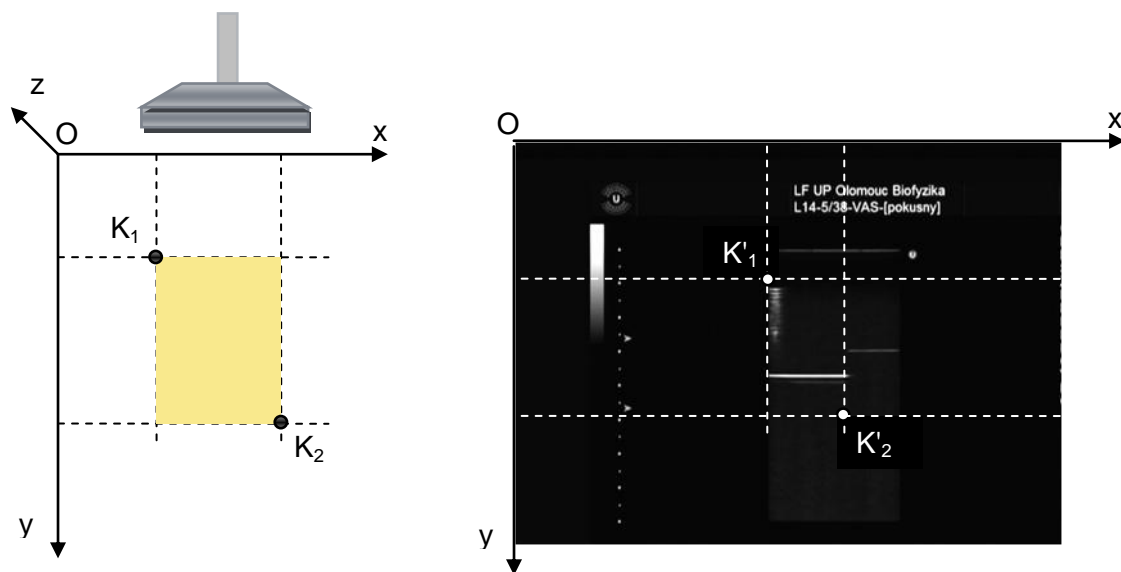 z
O
x
K₁
K₂
y
O
x
U
LF UP Olomouc Biofyzika
L14-5/38-VAS-[pokusny]
K'₁
U
K'₂
y